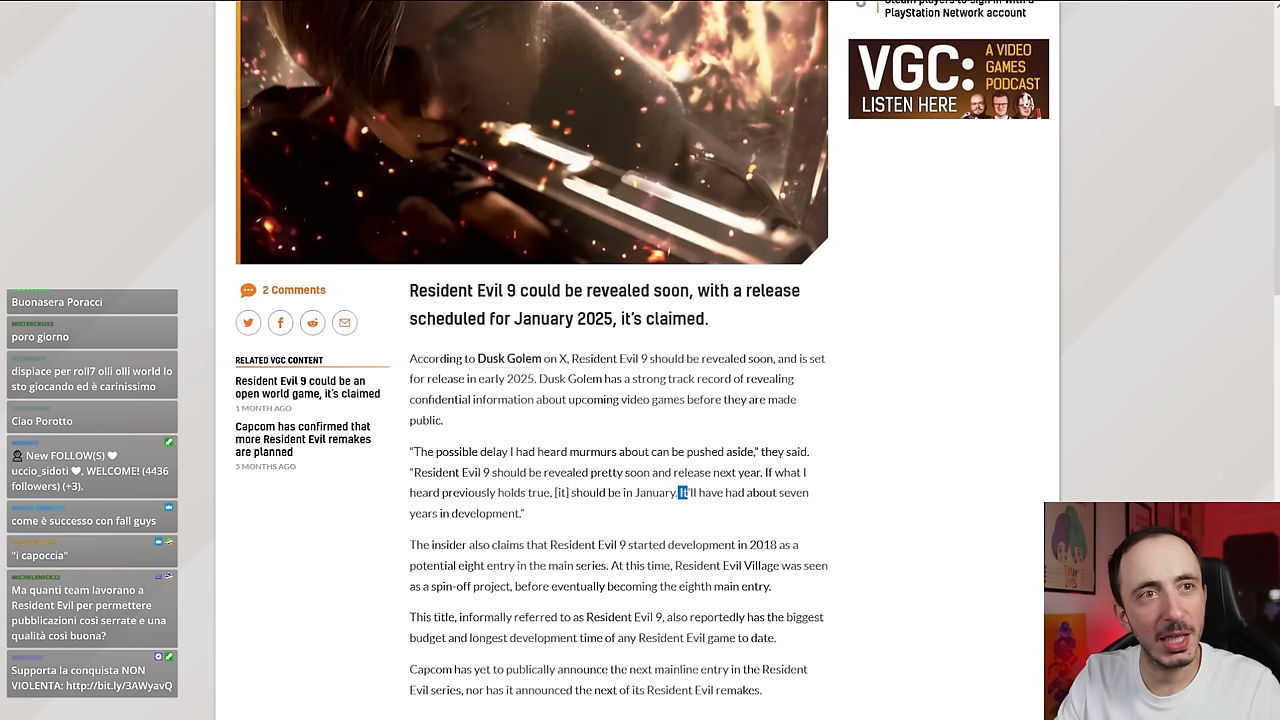 PlayStation Network account
VGC:
A VIDEO
GAMES
PODCAST
LISTEN HERE
2 Comments
RELATED VGC CONTENT
Resident Evil 9 could be an
open world game, it's claimed
1 MONTH AGO
Capcom has confirmed that
more Resident Evil remakes
are planned
5 MONTHS AGO
Resident Evil 9 could be revealed soon, with a release
scheduled for January 2025, it's claimed.
According to Dusk Golem on X, Resident Evil 9 should be revealed soon, and is set
for release in early 2025. Dusk Golem has a strong track record of revealing
confidential information about upcoming video games before they are made
public.
“The possible delay I had heard murmurs about can be pushed aside,” they said.
“Resident Evil 9 should be revealed pretty soon and release next year. If what I
heard previously holds true, [it] should be in January. It'll have had about seven
years in development.”
The insider also claims that Resident Evil 9 started development in 2018 as a
potential eight entry in the main series. At this time, Resident Evil Village was seen
as a spin-off project, before eventually becoming the eighth main entry.
This title, informally referred to as Resident Evil 9, also reportedly has the biggest
budget and longest development time of any Resident Evil game to date.
Capcom has yet to publically announce the next mainline entry in the Resident
Evil series, nor has it announced the next of its Resident Evil remakes.
Buonasera Poracci
poro giorno
dispiace per roll7 olli olli world lo
sto giocando ed è carinissimo
Ciao Porotto
New FOLLOW(S)
uccio_sidoti , WELCOME! (4436
followers) (+3).
come è successo con fall guys
"i capoccia"
MICHELENICK22
Ma quanti team lavorano a
Resident Evil per permettere
pubblicazioni così serrate e una
qualità così buona?
Supporta la conquista NON
VIOLENTA: http://bit.ly/3AWyavQ